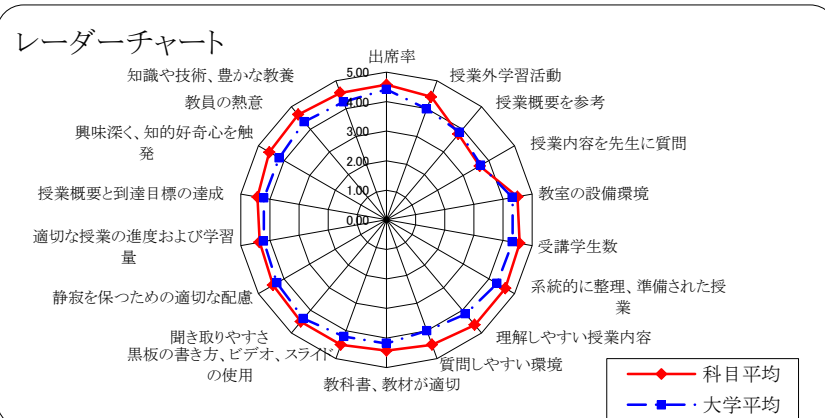 レーダーチャート
出席率
授業外学習活動
授業概要を参考
授業内容を先生に質問
教室の設備環境
受講学生数
系統的に整理、準備された授
業
理解しやすい授業内容
質問しやすい環境
教科書、教材が適切
黒板の書き方、ビデオ、スライド
の使用
聞き取りやすさ
静寂を保つための適切な配慮
適切な授業の進度および学習
量
授業概要と到達目標の達成
興味深く、知的好奇心を触
発
教員の熱意
知識や技術、豊かな教養
5.00
4.00
3.00
2.00
1.00
0.00
科目平均
大学平均